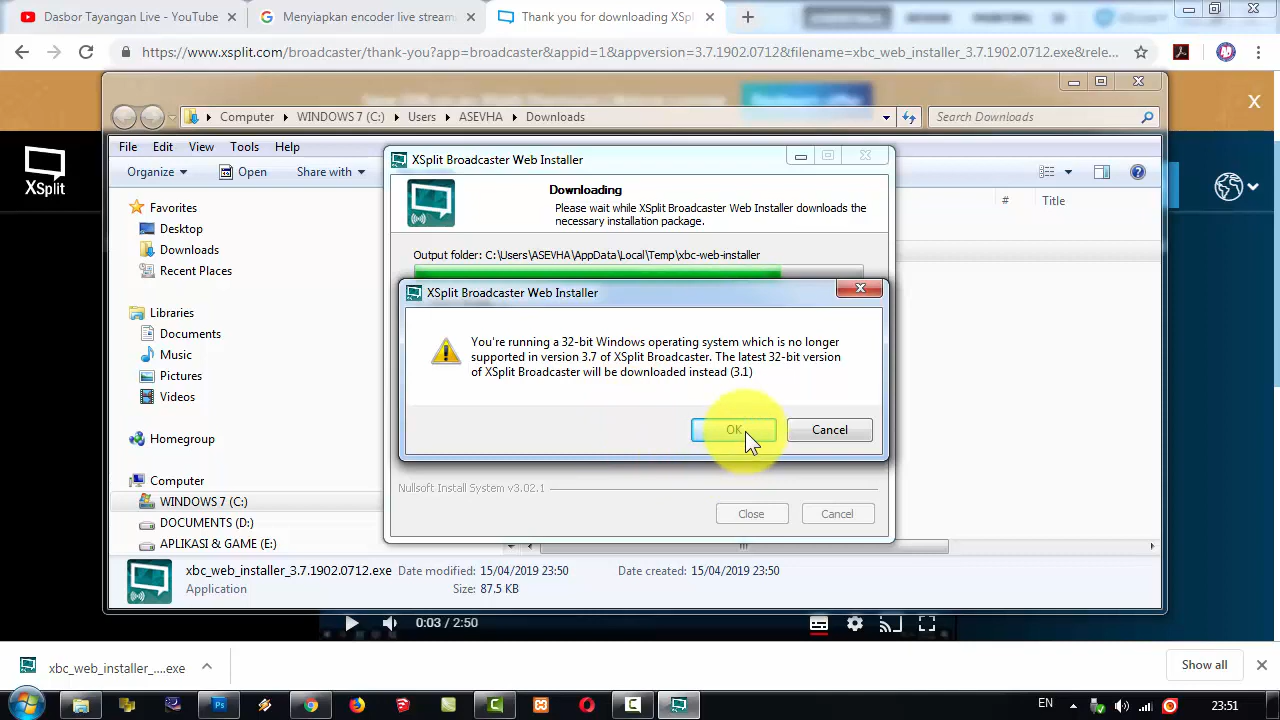 Dasbor Tayangan Live - YouTube
Menyiapkan encoder live stream
Thank you for downloading XSpl
https://www.xsplit.com/broadcaster/thank-you?app=broadcaster&appid=1&appversion=3.7.1902.0712&filename=xbc_web_installer_3.7.1902.0712.exe&rele...
Computer WINDOWS 7 (C:) Users ASEVHA Downloads
Search Downloads
X
XSplit
File Edit View Tools Help
Organize Open Share with
# Title
Favorites
Desktop
Downloads
Recent Places
Libraries
Documents
Music
Pictures
Videos
Homegroup
Computer
WINDOWS 7 (C:)
DOCUMENTS (D:)
APLIKASI & GAME (E:)
XSplit Broadcaster Web Installer
Downloading
Please wait while XSplit Broadcaster Web Installer downloads the
necessary installation package.
Output folder: C:\Users\ASEVHA\AppData\Local\Temp\xbc-web-installer
XSplit Broadcaster Web Installer
You're running a 32-bit Windows operating system which is no longer
supported in version 3.7 of XSplit Broadcaster. The latest 32-bit version
of XSplit Broadcaster will be downloaded instead (3.1)
OK
Cancel
Nullsoft Install System v3.02.1
Close
Cancel
xbc_web_installer_3.7.1902.0712.exe Date modified: 15/04/2019 23:50 Date created: 15/04/2019 23:50
Application Size: 87.5 KB
0:03 / 2:50
xbc_web_installer_....exe
Show all
EN
23:51